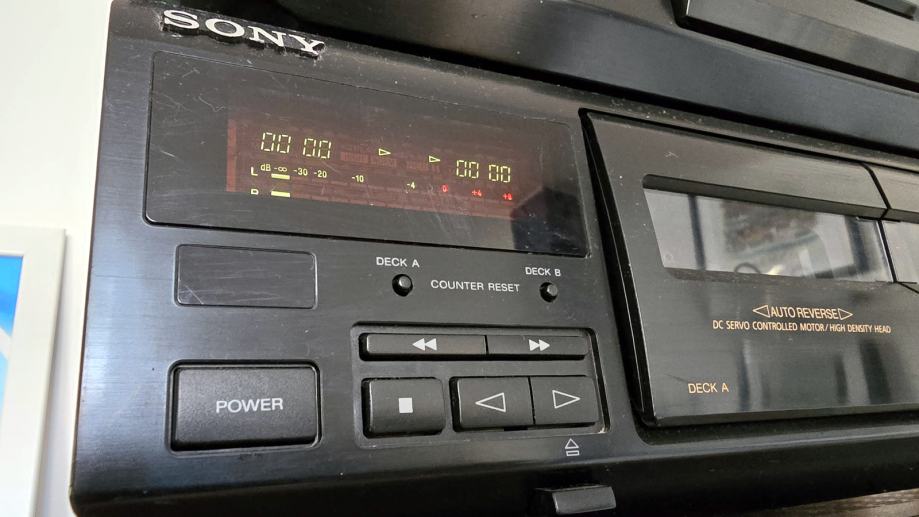 SONY
00 00 00 00
L dB -∞ -30 -20 -10 -4 0 +4 +8
R
DECK A DECK B
COUNTER RESET
AUTO REVERSE
DC SERVO CONTROLLED MOTOR / HIGH DENSITY HEAD
POWER
DECK A